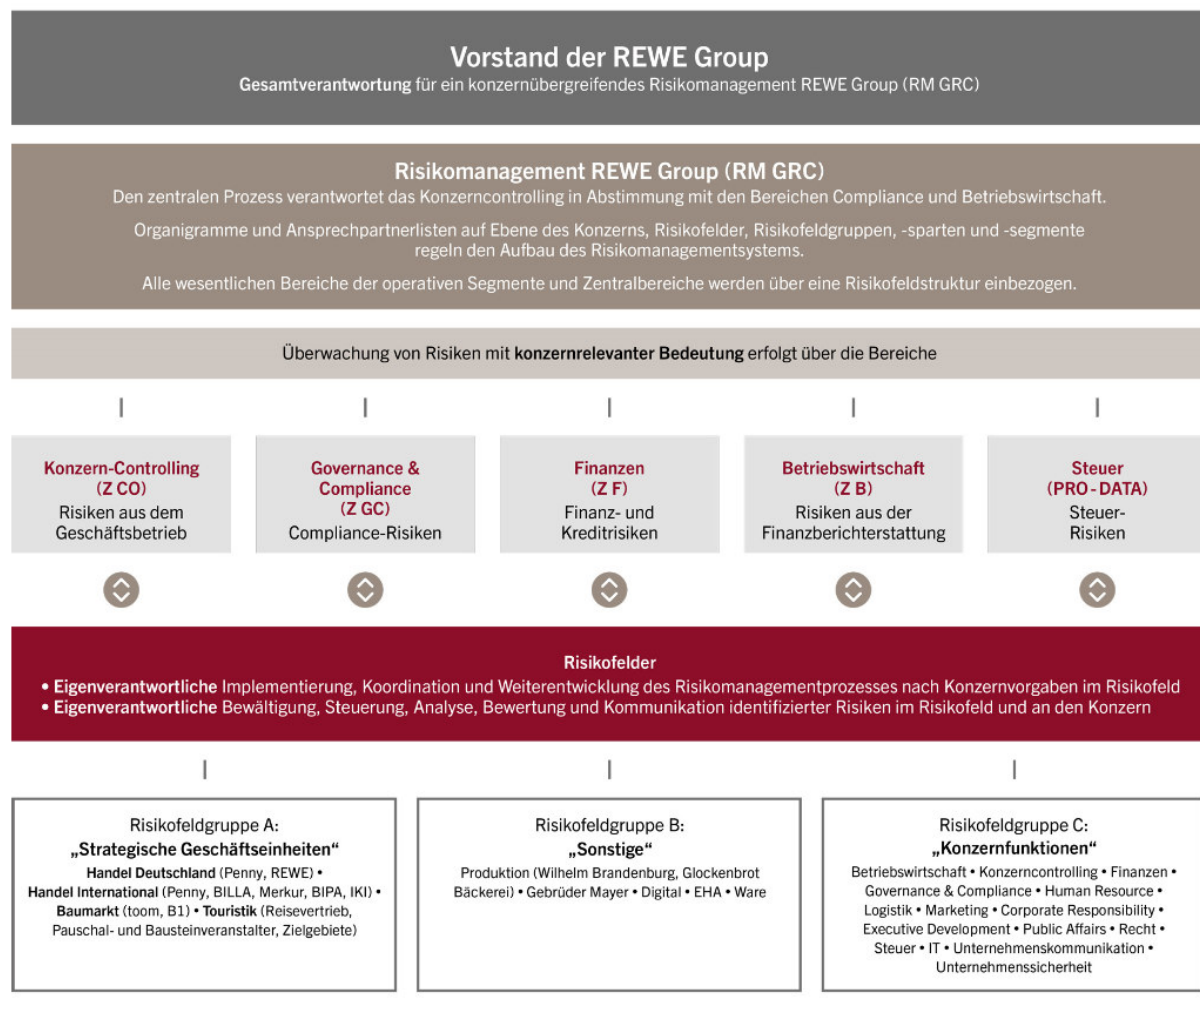 Vorstand der REWE Group
Gesamtverantwortung für ein konzernübergreifendes Risikomanagement REWE Group (RM GRC)
Risikomanagement REWE Group (RM GRC)
Den zentralen Prozess verantwortet das Konzerncontrolling in Abstimmung mit den Bereichen Compliance und Betriebswirtschaft.
Organigramme und Ansprechpartnerlisten auf Ebene des Konzerns, Risikofelder, Risikofeldgruppen, -sparten und -segmente
regeln den Aufbau des Risikomanagementsystems.
Alle wesentlichen Bereiche der operativen Segmente und Zentralbereiche werden über eine Risikofeldstruktur einbezogen.
Überwachung von Risiken mit konzernrelevanter Bedeutung erfolgt über die Bereiche
Konzern-Controlling
(Z CO)
Risiken aus dem
Geschäftsbetrieb
Governance &
Compliance
(Z GC)
Compliance-Risiken
Finanzen
(Z F)
Finanz- und
Kreditrisiken
Betriebswirtschaft
(Z B)
Risiken aus der
Finanzberichterstattung
Steuer
(PRO - DATA)
Steuer-
Risiken
Risikofelder
• Eigenverantwortliche Implementierung, Koordination und Weiterentwicklung des Risikomanagementprozesses nach Konzernvorgaben im Risikofeld
• Eigenverantwortliche Bewältigung, Steuerung, Analyse, Bewertung und Kommunikation identifizierter Risiken im Risikofeld und an den Konzern
Risikofeldgruppe A:
„Strategische Geschäftseinheiten“
Handel Deutschland (Penny, REWE) •
Handel International (Penny, BILLA, Merkur, BIPA, IKI) •
Baumarkt (toom, B1) • Touristik (Reisevertrieb,
Pauschal- und Bausteinveranstalter, Zielgebiete)
Risikofeldgruppe B:
„Sonstige“
Produktion (Wilhelm Brandenburg, Glockenbrot
Bäckerei) • Gebrüder Mayer • Digital • EHA • Ware
Risikofeldgruppe C:
„Konzernfunktionen“
Betriebswirtschaft • Konzerncontrolling • Finanzen •
Governance & Compliance • Human Resource •
Logistik • Marketing • Corporate Responsibility •
Executive Development • Public Affairs • Recht •
Steuer • IT • Unternehmenskommunikation •
Unternehmenssicherheit